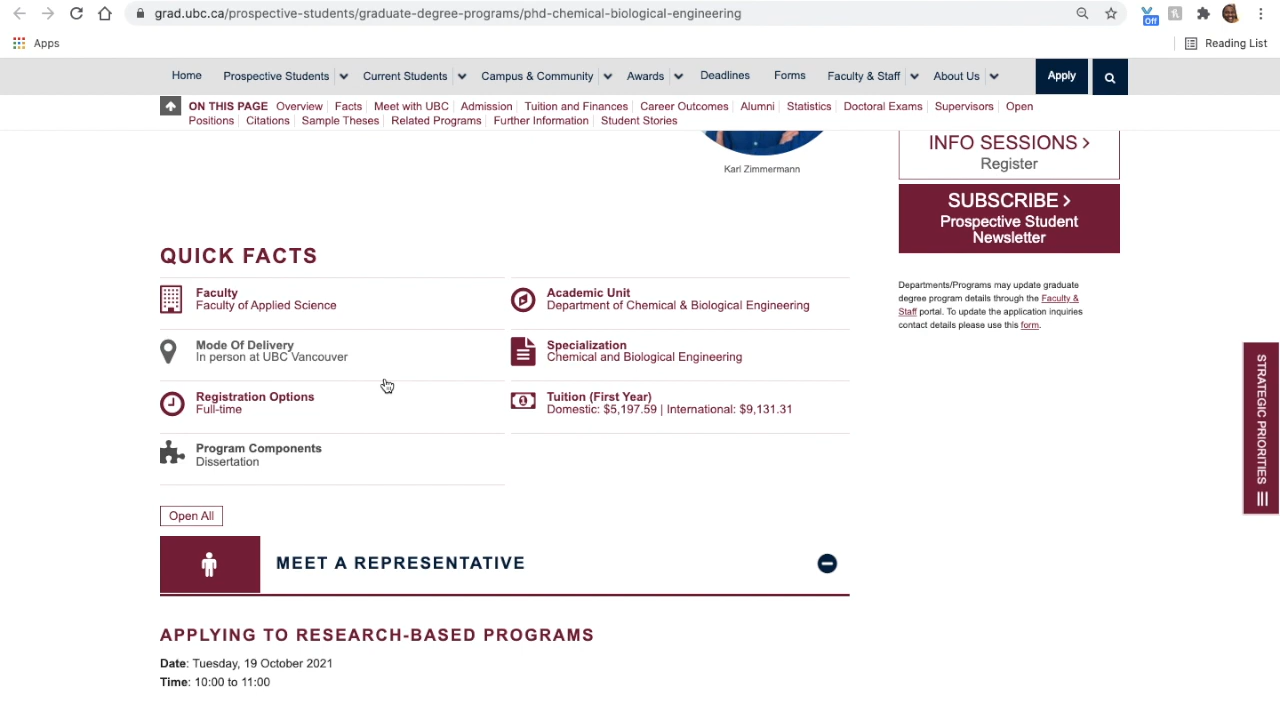 grad.ubc.ca/prospective-students/graduate-degree-programs/phd-chemical-biological-engineering
Off
Apps
Reading List
Home Prospective Students Current Students Campus & Community Awards Deadlines Forms Faculty & Staff About Us Apply
ON THIS PAGE Overview Facts Meet with UBC Admission Tuition and Finances Career Outcomes Alumni Statistics Doctoral Exams Supervisors Open
Positions Citations Sample Theses Related Programs Further Information Student Stories
Karl Zimmermann
INFO SESSIONS
Register
SUBSCRIBE
Prospective Student
Newsletter
Departments/Programs may update graduate
degree program details through the Faculty &
Staff portal. To update the application inquiries
contact details please use this form.
QUICK FACTS
Faculty
Faculty of Applied Science
Academic Unit
Department of Chemical & Biological Engineering
Mode Of Delivery
In person at UBC Vancouver
Specialization
Chemical and Biological Engineering
Registration Options
Full-time
Tuition (First Year)
Domestic: $5,197.59 | International: $9,131.31
Program Components
Dissertation
Open All
MEET A REPRESENTATIVE
APPLYING TO RESEARCH-BASED PROGRAMS
Date: Tuesday, 19 October 2021
Time: 10:00 to 11:00
STRATEGIC PRIORITIES